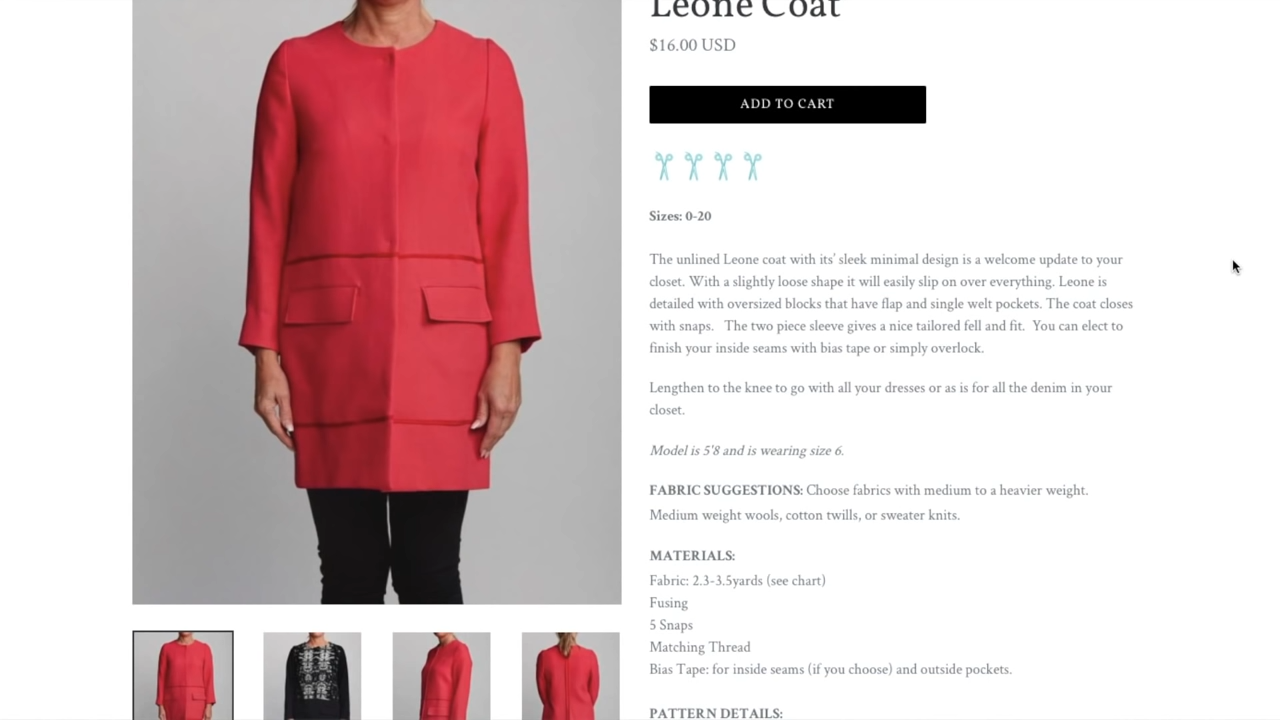 Leone Coat
$16.00 USD
ADD TO CART
Sizes: 0-20
The unlined Leone coat with its' sleek minimal design is a welcome update to your
closet. With a slightly loose shape it will easily slip on over everything. Leone is
detailed with oversized blocks that have flap and single welt pockets. The coat closes
with snaps. The two piece sleeve gives a nice tailored fell and fit. You can elect to
finish your inside seams with bias tape or simply overlock.
Lengthen to the knee to go with all your dresses or as is for all the denim in your
closet.
Model is 5'8 and is wearing size 6.
FABRIC SUGGESTIONS: Choose fabrics with medium to a heavier weight.
Medium weight wools, cotton twills, or sweater knits.
MATERIALS:
Fabric: 2.3-3.5yards (see chart)
Fusing
5 Snaps
Matching Thread
Bias Tape: for inside seams (if you choose) and outside pockets.
PATTERN DETAILS: